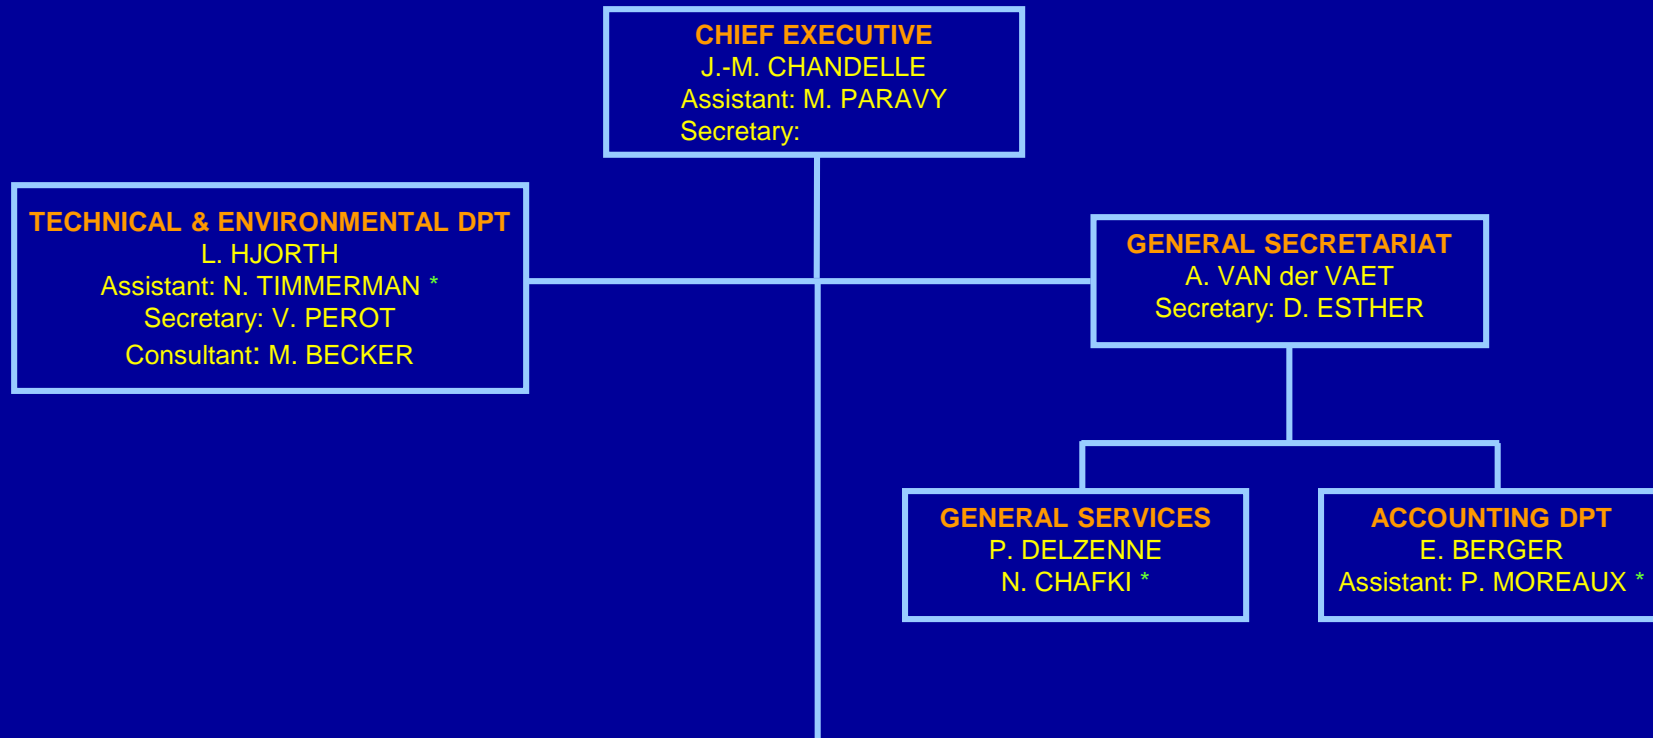 CHIEF EXECUTIVE
J.-M. CHANDELLE
Assistant: M. PARAVY
Secretary:
TECHNICAL & ENVIRONMENTAL DPT
L. HJORTH
Assistant: N. TIMMERMAN *
Secretary: V. PEROT
Consultant: M. BECKER
GENERAL SECRETARIAT
A. VAN der VAET
Secretary: D. ESTHER
GENERAL SERVICES
P. DELZENNE
N. CHAFKI *
ACCOUNTING DPT
E. BERGER
Assistant: P. MOREAUX *